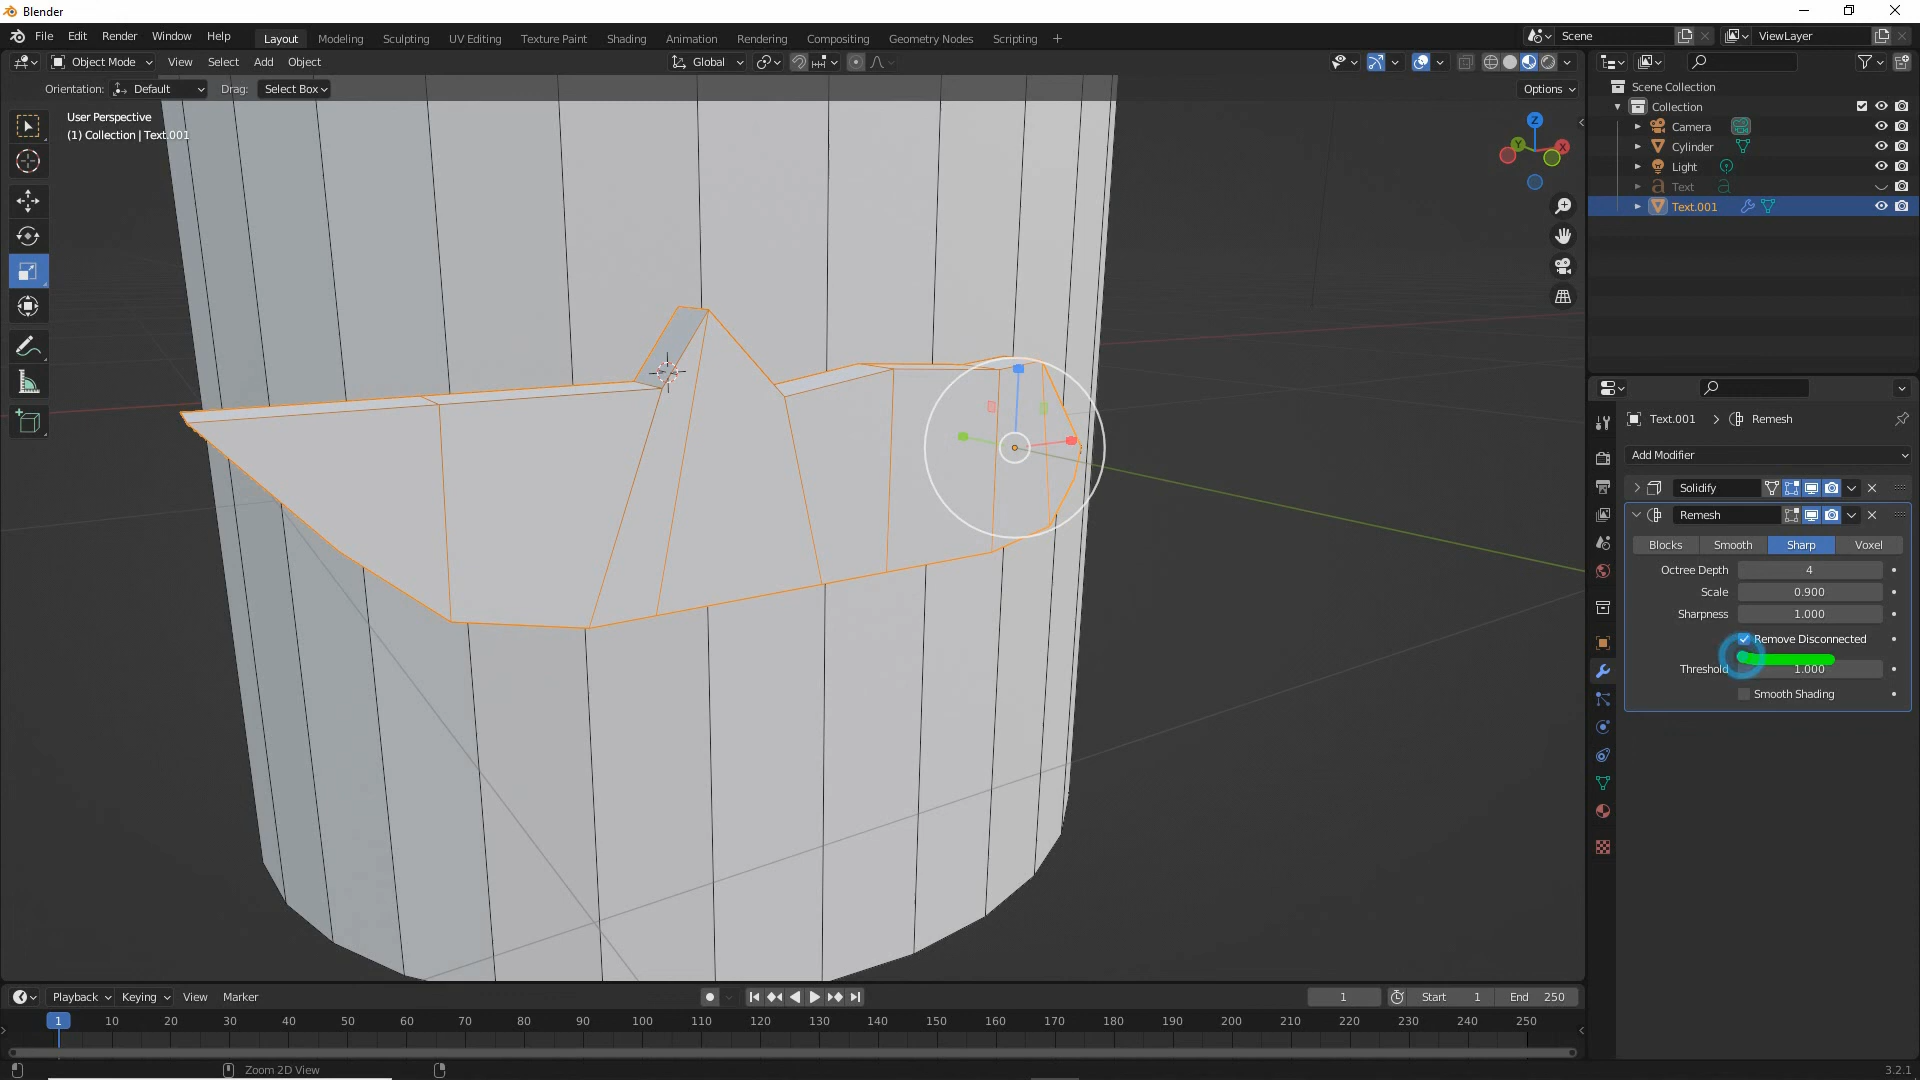 Blender
File Edit Render Window Help Layout Modeling Sculpting UV Editing Texture Paint Shading Animation Rendering Compositing Geometry Nodes Scripting + Scene ViewLayer
Object Mode View Select Add Object Global
Orientation: Default Drag: Select Box Options
User Perspective
(1) Collection | Text.001
Z
Y
X
Scene Collection
Collection
Camera
Cylinder
Light
Text
Text.001
Text.001 > Remesh
Add Modifier
Solidify
Remesh
Blocks Smooth Sharp Voxel
Octree Depth 4
Scale 0.900
Sharpness 1.000
Remove Disconnected
Threshold 1.000
Smooth Shading
Playback Keying View Marker 1 Start 1 End 250
1 10 20 30 40 50 60 70 80 90 100 110 120 130 140 150 160 170 180 190 200 210 220 230 240 250
Zoom 2D View 3.2.1